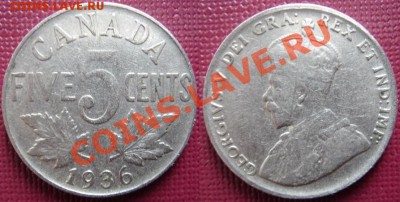 CANADA
FIVE 5 CENTS
1936
GEORGIVS V DEI GRA: REX ET IND:IMP:
COINS.LAVE.RU
COINS.LAVE.RU